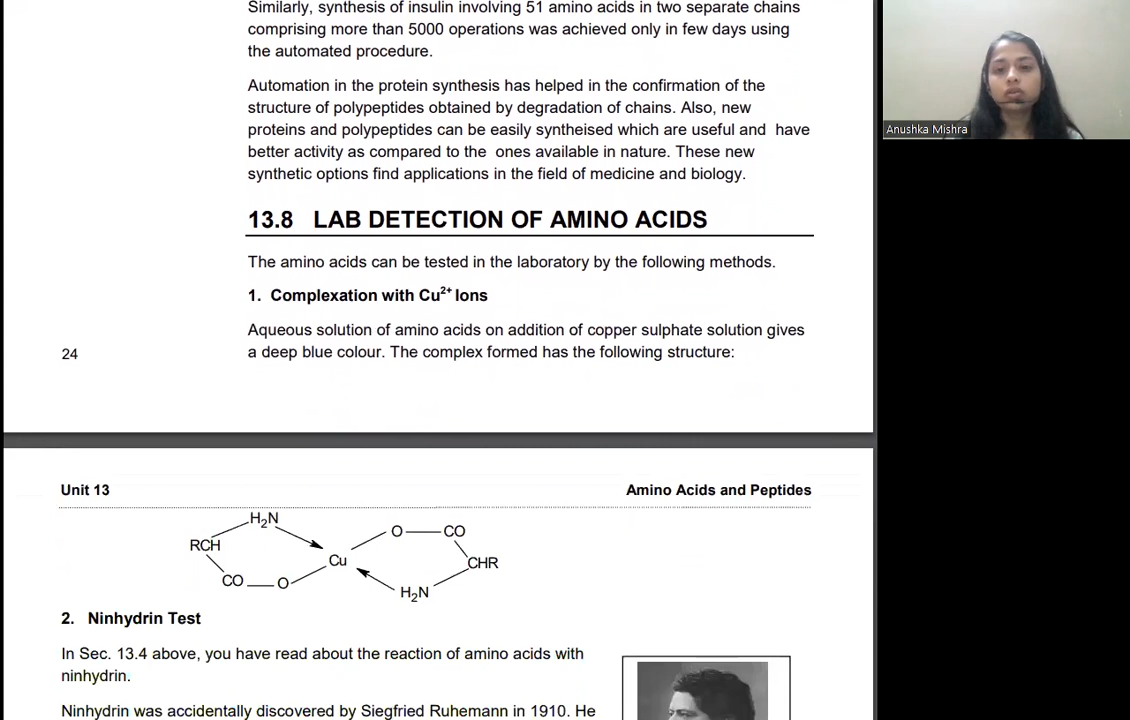 Similarly, synthesis of insulin involving 51 amino acids in two separate chains
comprising more than 5000 operations was achieved only in few days using
the automated procedure.
Automation in the protein synthesis has helped in the confirmation of the
structure of polypeptides obtained by degradation of chains. Also, new
proteins and polypeptides can be easily syntheised which are useful and have
better activity as compared to the ones available in nature. These new
synthetic options find applications in the field of medicine and biology.
13.8 LAB DETECTION OF AMINO ACIDS
The amino acids can be tested in the laboratory by the following methods.
1. Complexation with Cu²⁺ Ions
Aqueous solution of amino acids on addition of copper sulphate solution gives
a deep blue colour. The complex formed has the following structure:
24
Unit 13
Amino Acids and Peptides
H₂N
O CO
RCH
Cu
CHR
CO O
H₂N
2. Ninhydrin Test
In Sec. 13.4 above, you have read about the reaction of amino acids with
ninhydrin.
Ninhydrin was accidentally discovered by Siegfried Ruhemann in 1910. He
Anushka Mishra